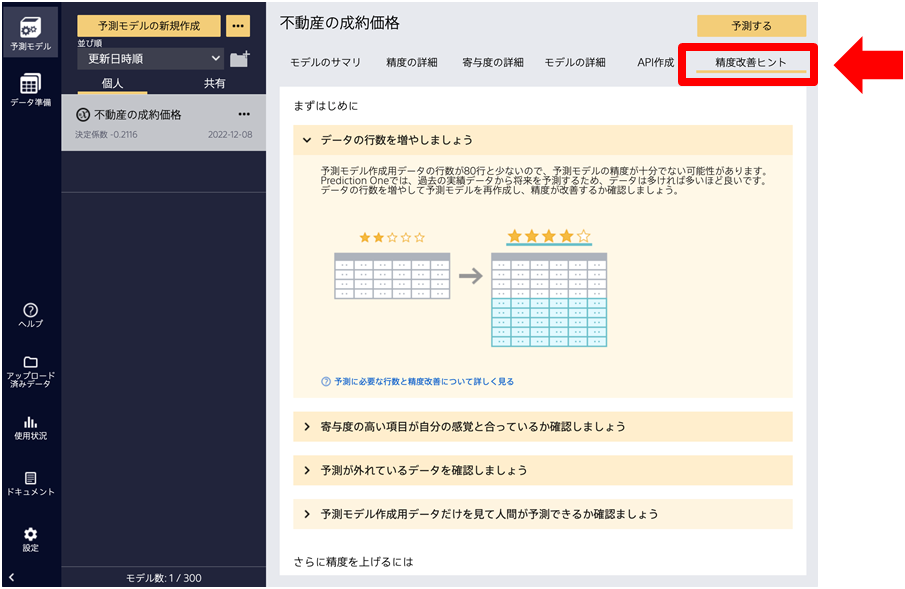 予測モデル
データ準備
ヘルプ
アップロード
済みデータ
使用状況
ドキュメント
設定
予測モデルの新規作成
並び順
更新日時順
個人
共有
不動産の成約価格
決定係数 -0.2116
2022-12-08
モデル数: 1 / 300
不動産の成約価格
予測する
モデルのサマリ
精度の詳細
寄与度の詳細
モデルの詳細
API作成
精度改善ヒント
まずはじめに
データの行数を増やしましょう
予測モデル作成用データの行数が80行と少ないので、予測モデルの精度が十分でない可能性があります。
Prediction Oneでは、過去の実績データから将来を予測するため、データは多ければ多いほど良いです。
データの行数を増やして予測モデルを再作成し、精度が改善するか確認しましょう。
予測に必要な行数と精度改善について詳しく見る
寄与度の高い項目が自分の感覚と合っているか確認しましょう
予測が外れているデータを確認しましょう
予測モデル作成用データだけを見て人間が予測できるか確認ましょう
さらに精度を上げるには